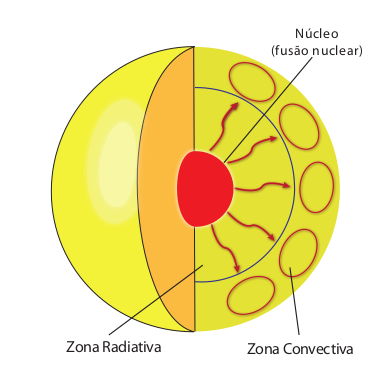 Núcleo
(fusão nuclear)
Zona Radiativa
Zona Convectiva